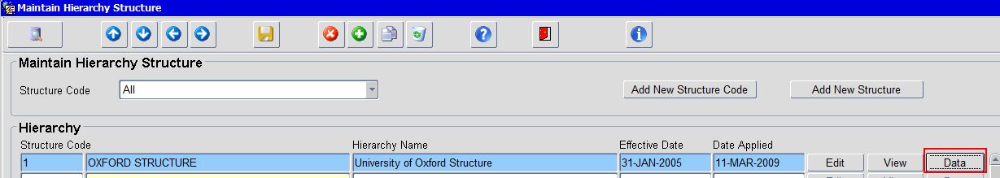 Maintain Hierarchy Structure
Maintain Hierarchy Structure
Structure Code All Add New Structure Code Add New Structure
Hierarchy
Structure Code Hierarchy Name Effective Date Date Applied
1 OXFORD STRUCTURE University of Oxford Structure 31-JAN-2005 11-MAR-2009 Edit View Data